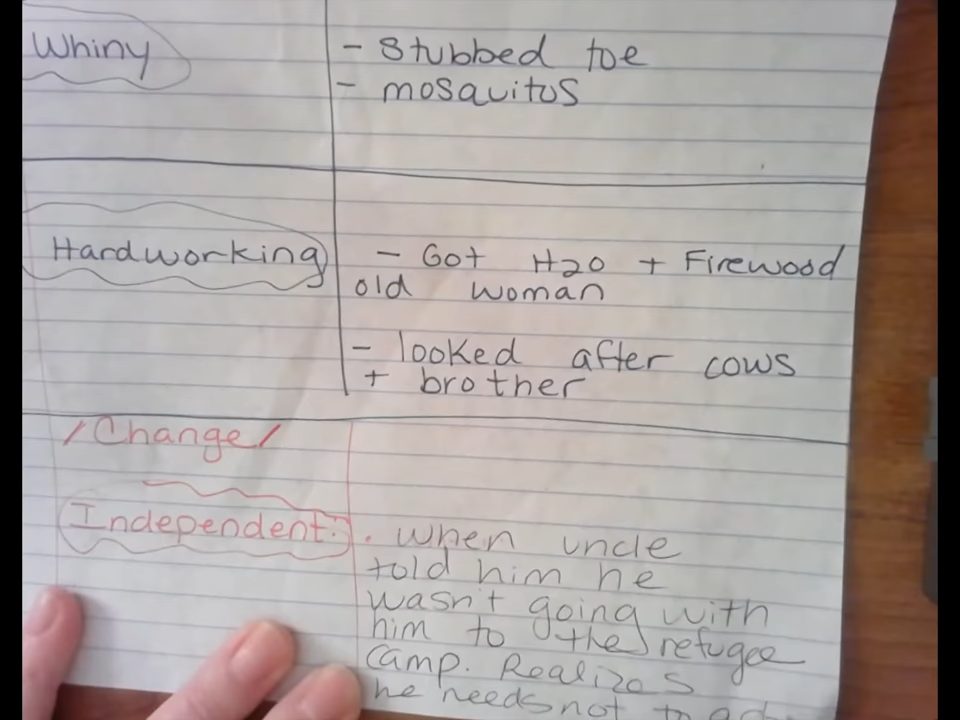 Whiny
- Stubbed toe
- mosquitos
Hardworking
- Got H2O + Firewood
old woman
- looked after cows
+ brother
/Change/
Independent:
. when uncle
told him he
wasn't going with
him to the refugee
camp. Realizes
he needs not to